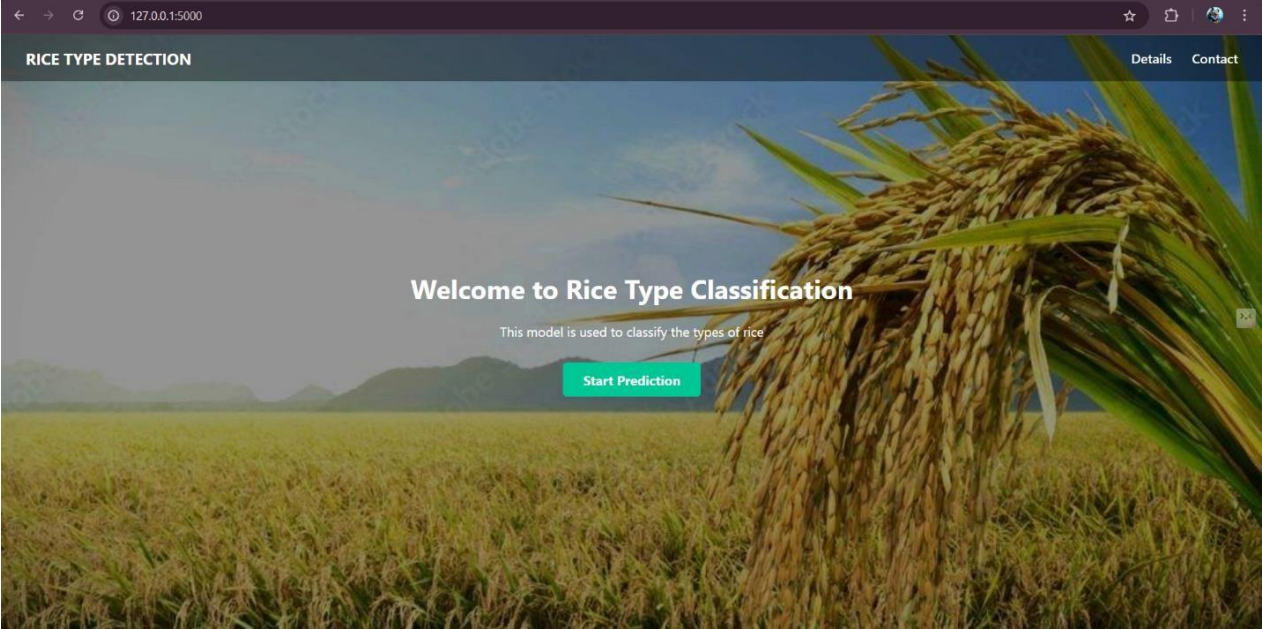 127.0.0.1:5000
RICE TYPE DETECTION
Details Contact
Welcome to Rice Type Classification
This model is used to classify the types of rice
Start Prediction